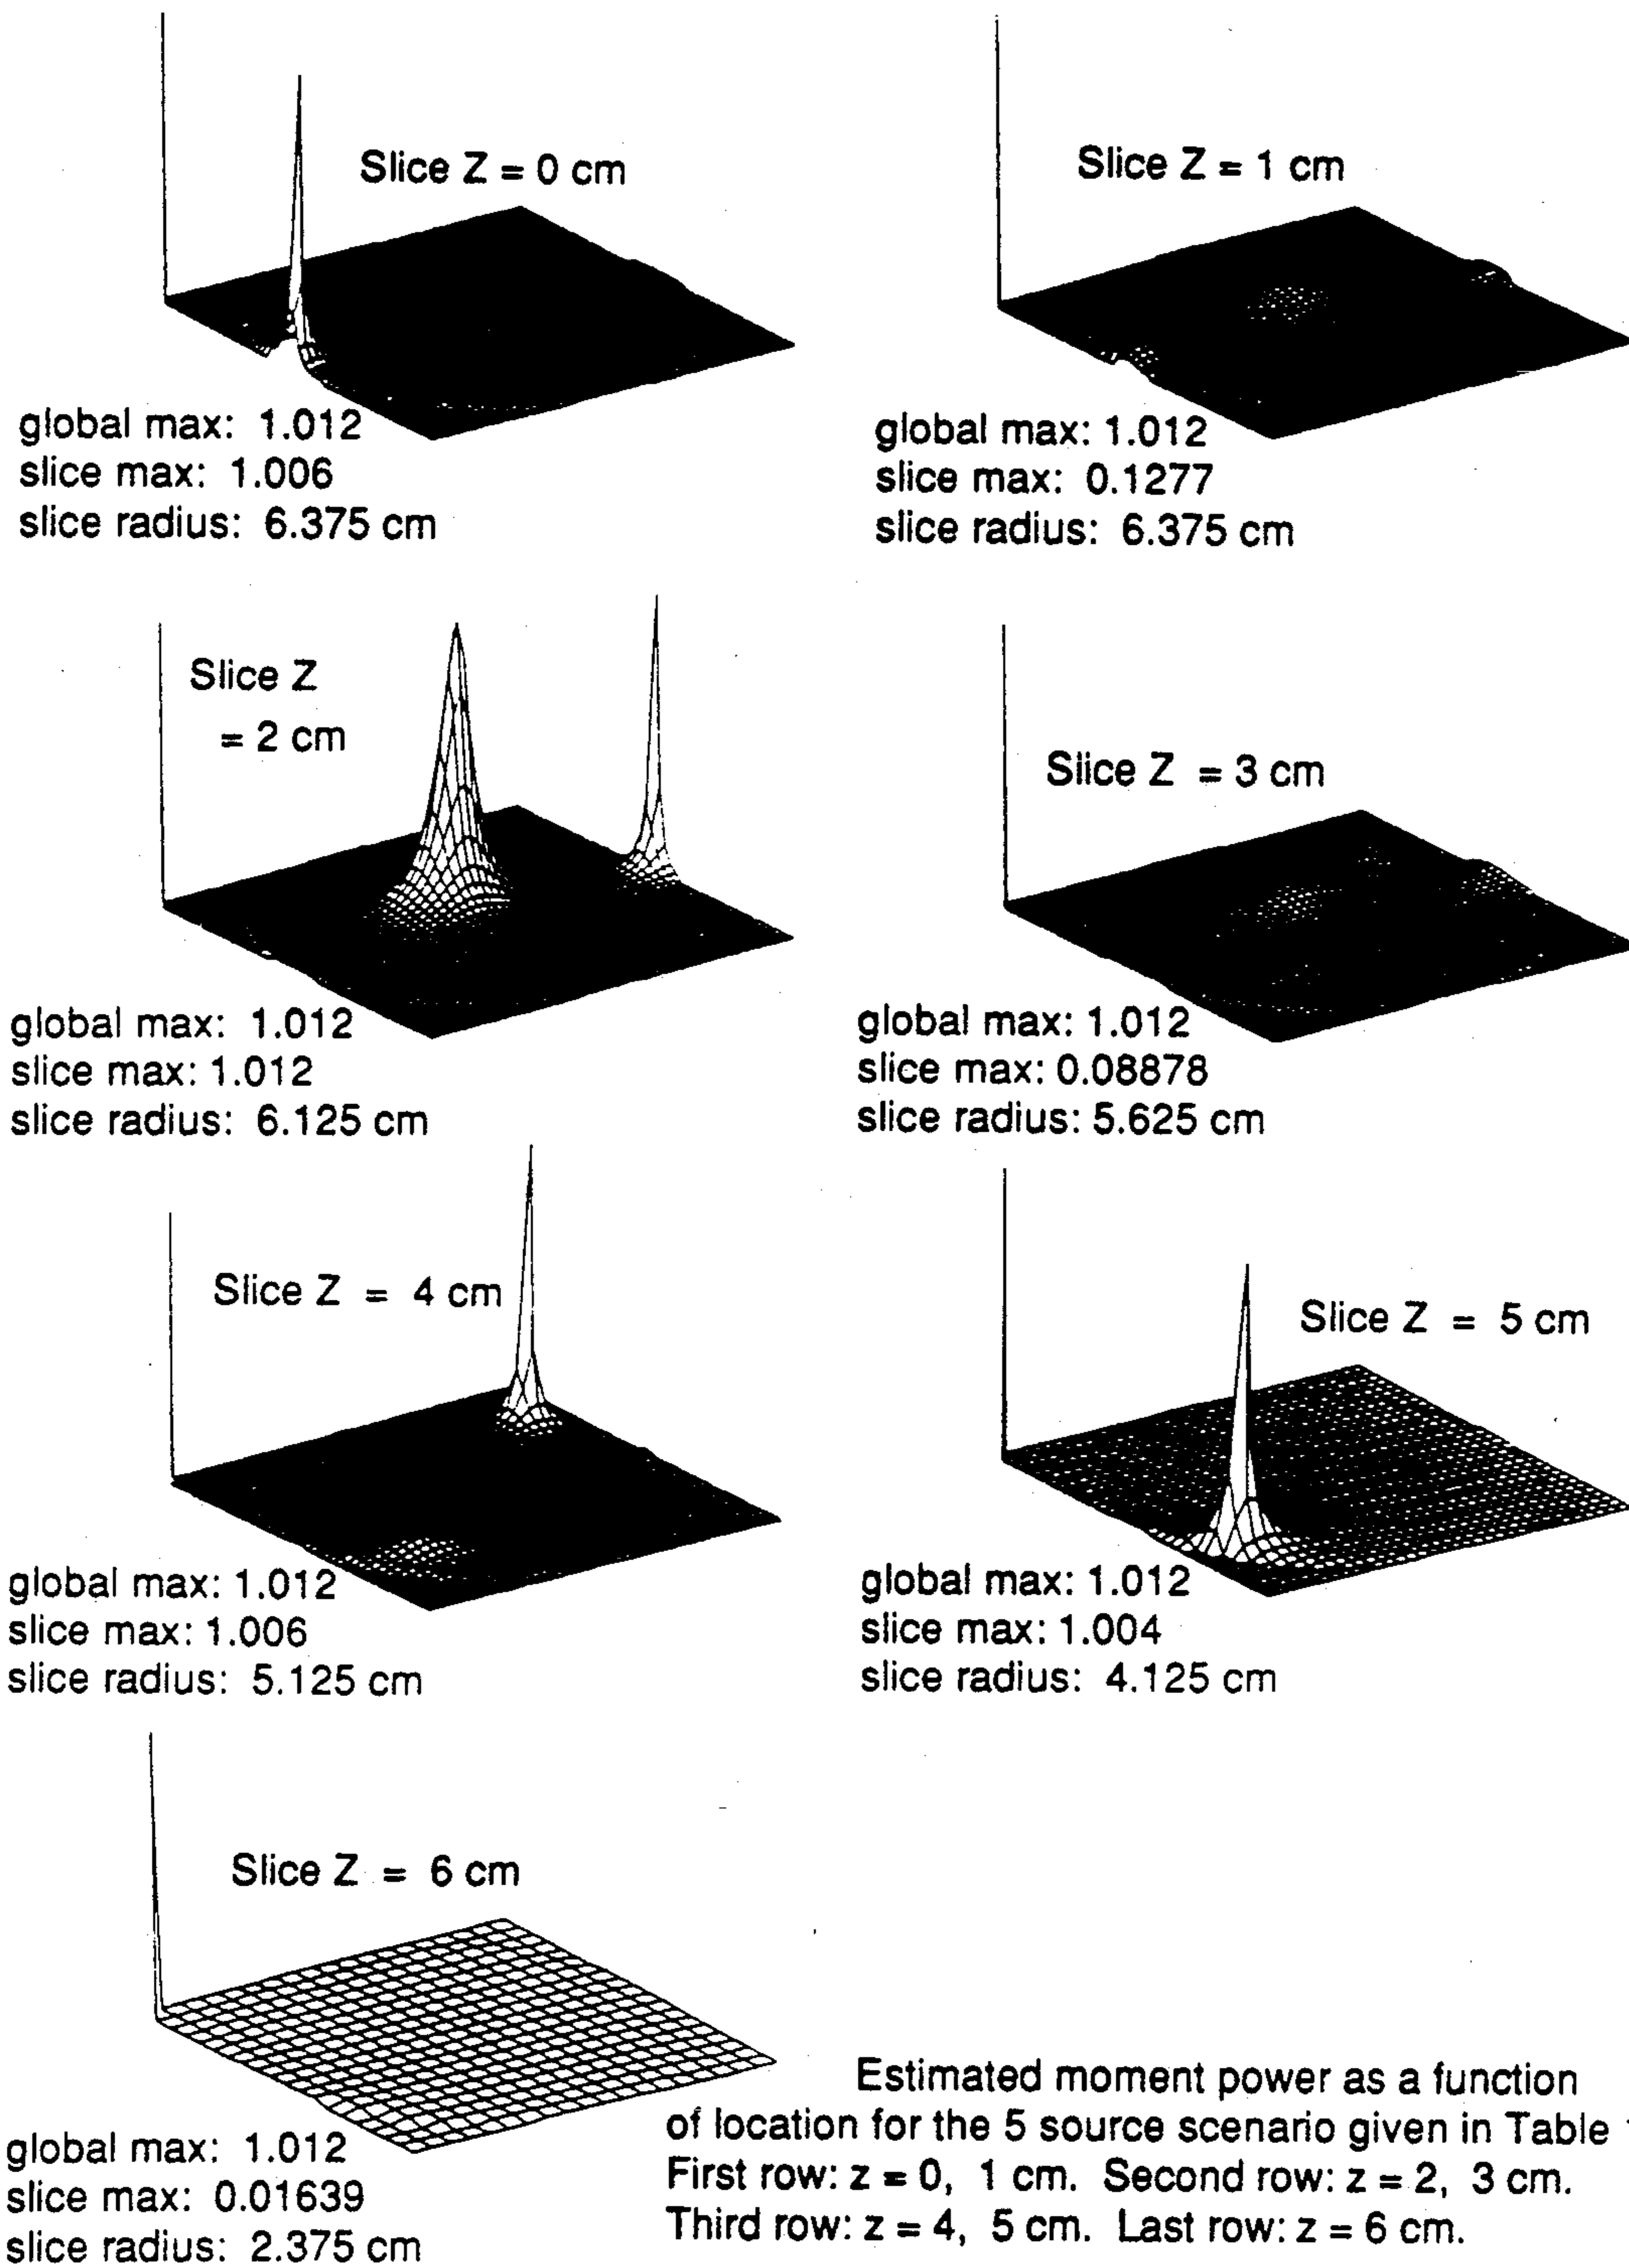 Slice Z = 0 cm
global max: 1.012
slice max: 1.006
slice radius: 6.375 cm
Slice Z = 1 cm
global max: 1.012
slice max: 0.1277
slice radius: 6.375 cm
Slice Z
= 2 cm
global max: 1.012
slice max: 1.012
slice radius: 6.125 cm
Slice Z = 3 cm
global max: 1.012
slice max: 0.08878
slice radius: 5.625 cm
Slice Z = 4 cm
global max: 1.012
slice max: 1.006
slice radius: 5.125 cm
Slice Z = 5 cm
global max: 1.012
slice max: 1.004
slice radius: 4.125 cm
Slice Z = 6 cm
global max: 1.012
slice max: 0.01639
slice radius: 2.375 cm
Estimated moment power as a function
of location for the 5 source scenario given in Table
First row: z = 0, 1 cm. Second row: z = 2, 3 cm.
Third row: z = 4, 5 cm. Last row: z = 6 cm.